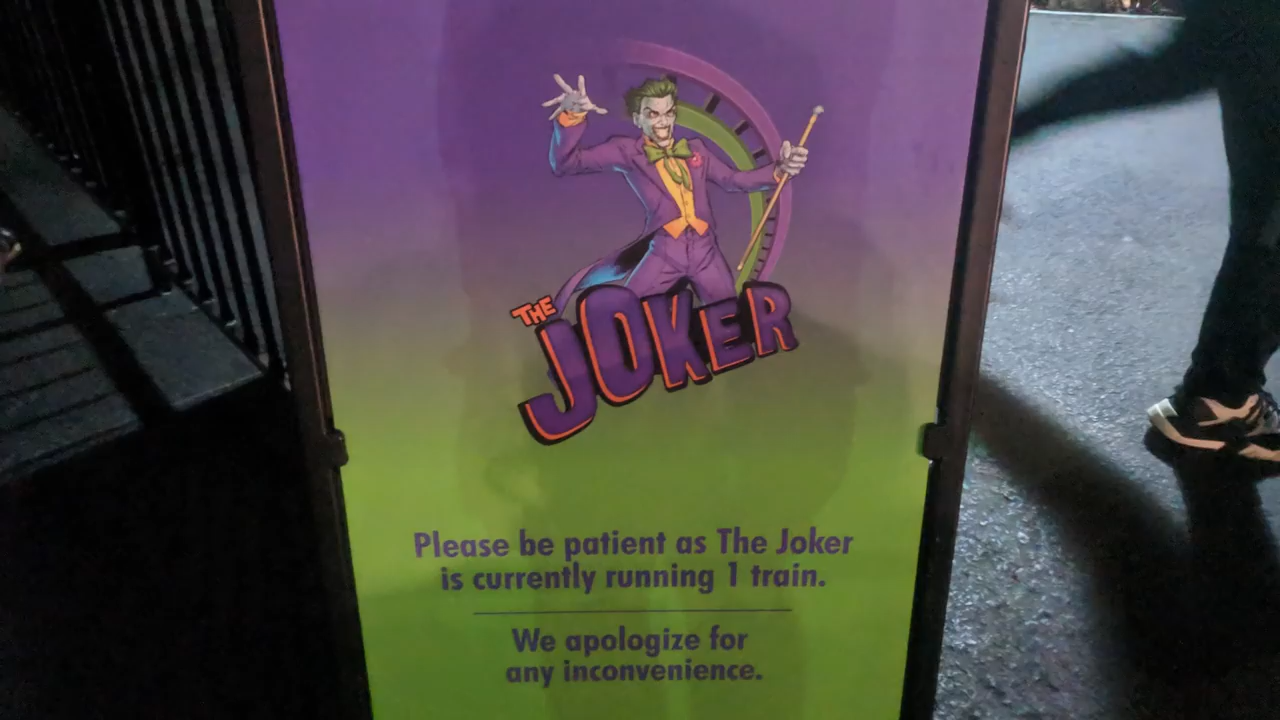 THE
JOKER
Please be patient as The Joker
is currently running 1 train.
We apologize for
any inconvenience.